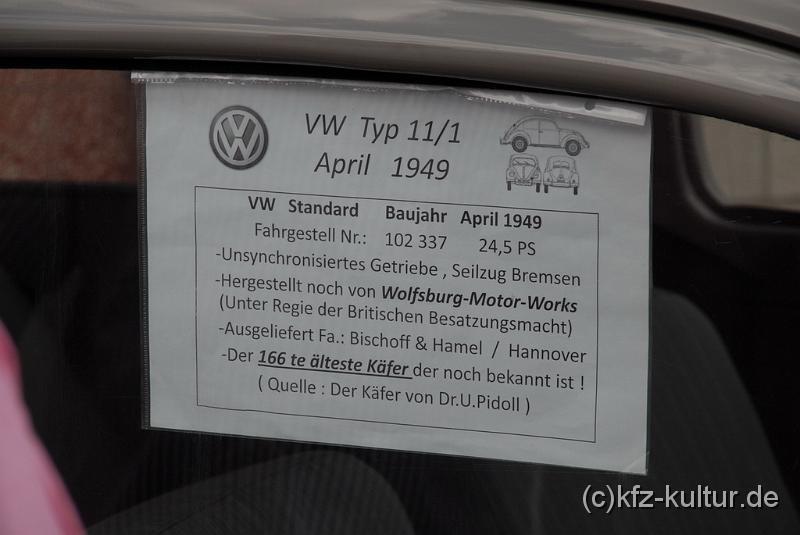 VW Typ 11/1
April 1949
VW Standard Baujahr April 1949
Fahrgestell Nr.: 102 337 24,5 PS
-Unsynchronisiertes Getriebe , Seilzug Bremsen
-Hergestellt noch von Wolfsburg-Motor-Works
(Unter Regie der Britischen Besatzungsmacht)
-Ausgeliefert Fa.: Bischoff & Hamel / Hannover
-Der 166 te älteste Käfer der noch bekannt ist !
( Quelle : Der Käfer von Dr.U.Pidoll )
(c)kfz-kultur.de